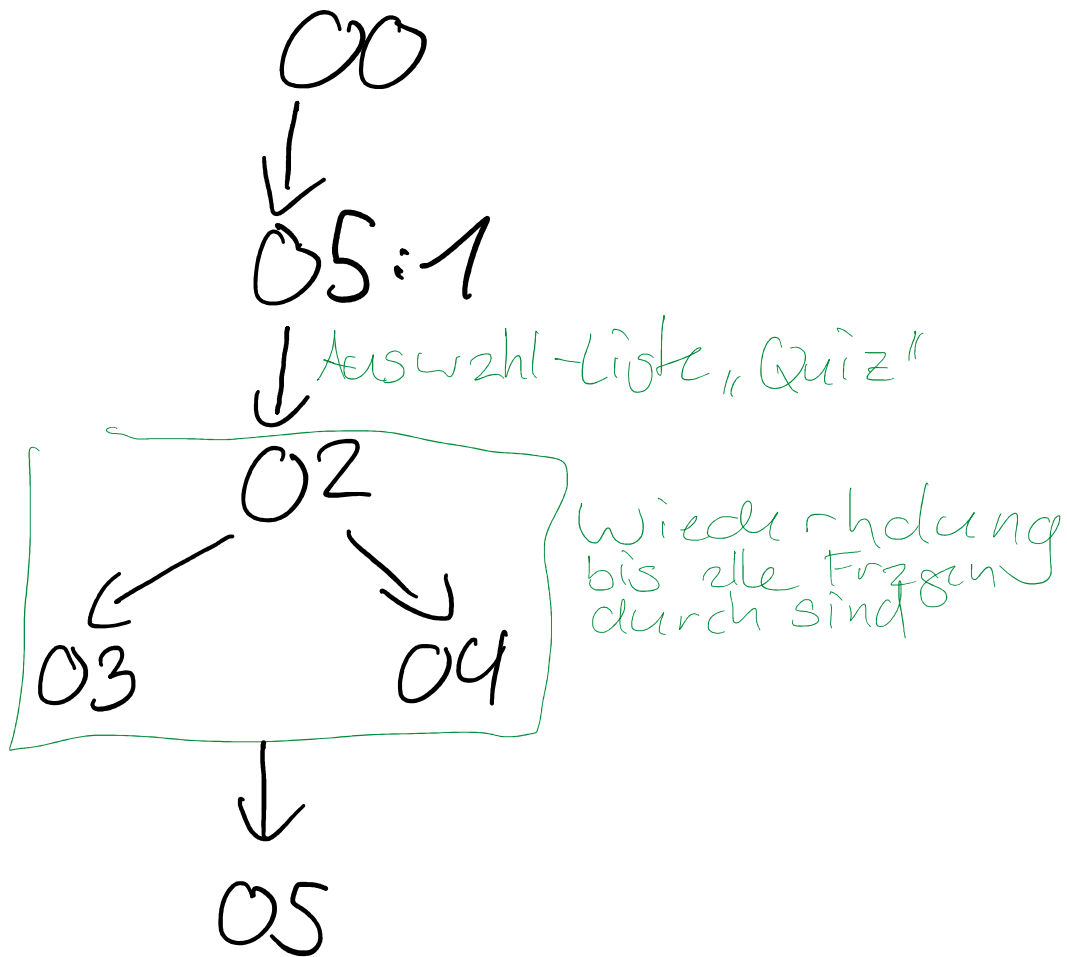 00
05:1
Auswahl-Liste „Quiz“
02
Wiederholung
bis alle Fragen
durch sind
03 04
05